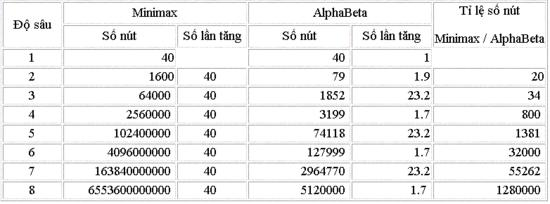 Độ sâu Minimax AlphaBeta Tỉ lệ số nút
Số nút Số lần tăng Số nút Số lần tăng Minimax / AlphaBeta
1 40 40 1
2 1600 40 79 1.9 20
3 64000 40 1852 23.2 34
4 2560000 40 3199 1.7 800
5 102400000 40 74118 23.2 1381
6 4096000000 40 127999 1.7 32000
7 163840000000 40 2964770 23.2 55262
8 6553600000000 40 5120000 1.7 1280000